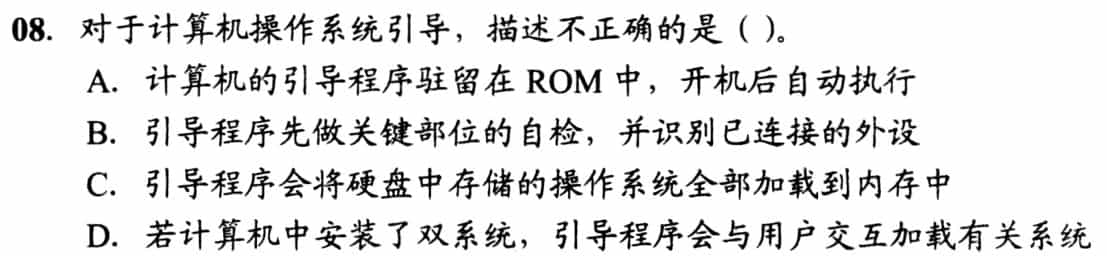 08. 对于计算机操作系统引导，描述不正确的是（ ）。
A. 计算机的引导程序驻留在 ROM 中，开机后自动执行
B. 引导程序先做关键部位的自检，并识别已连接的外设
C. 引导程序会将硬盘中存储的操作系统全部加载到内存中
D. 若计算机中安装了双系统，引导程序会与用户交互加载有关系统